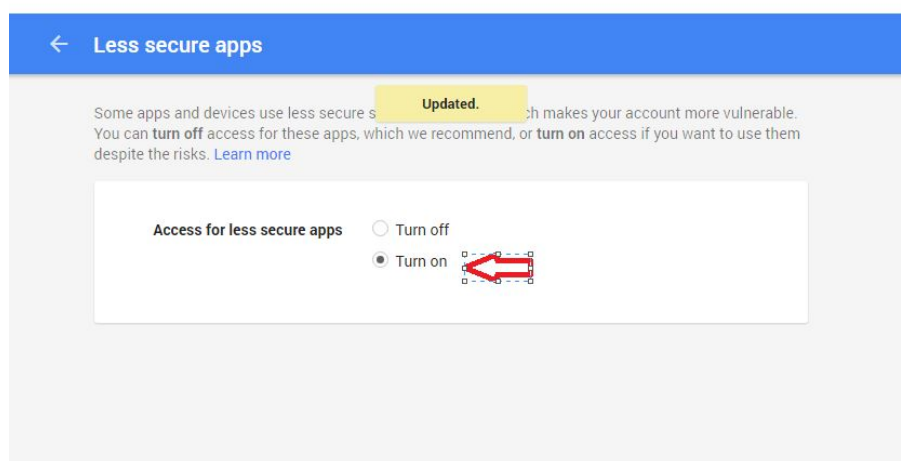 Less secure apps
Updated.
Some apps and devices use less secure s ch makes your account more vulnerable.
You can turn off access for these apps, which we recommend, or turn on access if you want to use them
despite the risks. Learn more
Access for less secure apps
Turn off
Turn on